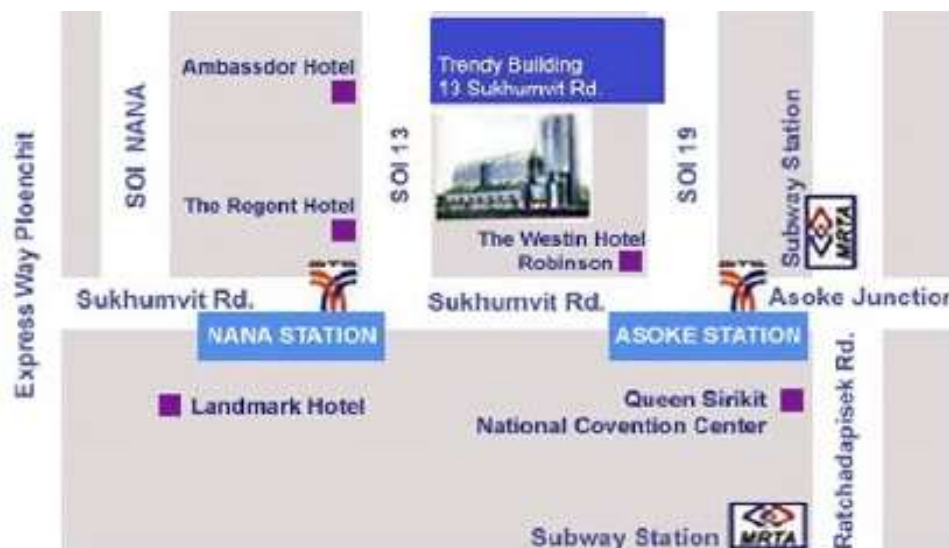 Ambassdor Hotel
Trendy Building
13 Sukhumvit Rd.
Express Way Ploenchit
SOI NANA
SOI 13
SOI 19
Subway Station
MRTA
The Regent Hotel
The Westin Hotel
Robinson
BTS
BTS
Sukhumvit Rd.
Sukhumvit Rd.
Asoke Junction
NANA STATION
ASOKE STATION
Landmark Hotel
Queen Sirikit
National Covention Center
Ratchadapisek Rd.
Subway Station
MRTA